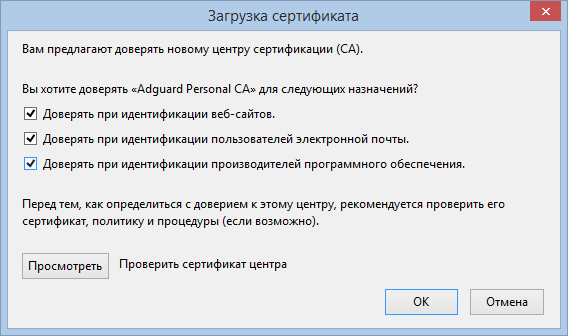 Загрузка сертификата
Вам предлагают доверять новому центру сертификации (CA).
Вы хотите доверять «Adguard Personal CA» для следующих назначений?
Доверять при идентификации веб-сайтов.
Доверять при идентификации пользователей электронной почты.
Доверять при идентификации производителей программного обеспечения.
Перед тем, как определиться с доверием к этому центру, рекомендуется проверить его
сертификат, политику и процедуры (если возможно).
Просмотреть Проверить сертификат центра
ОК Отмена